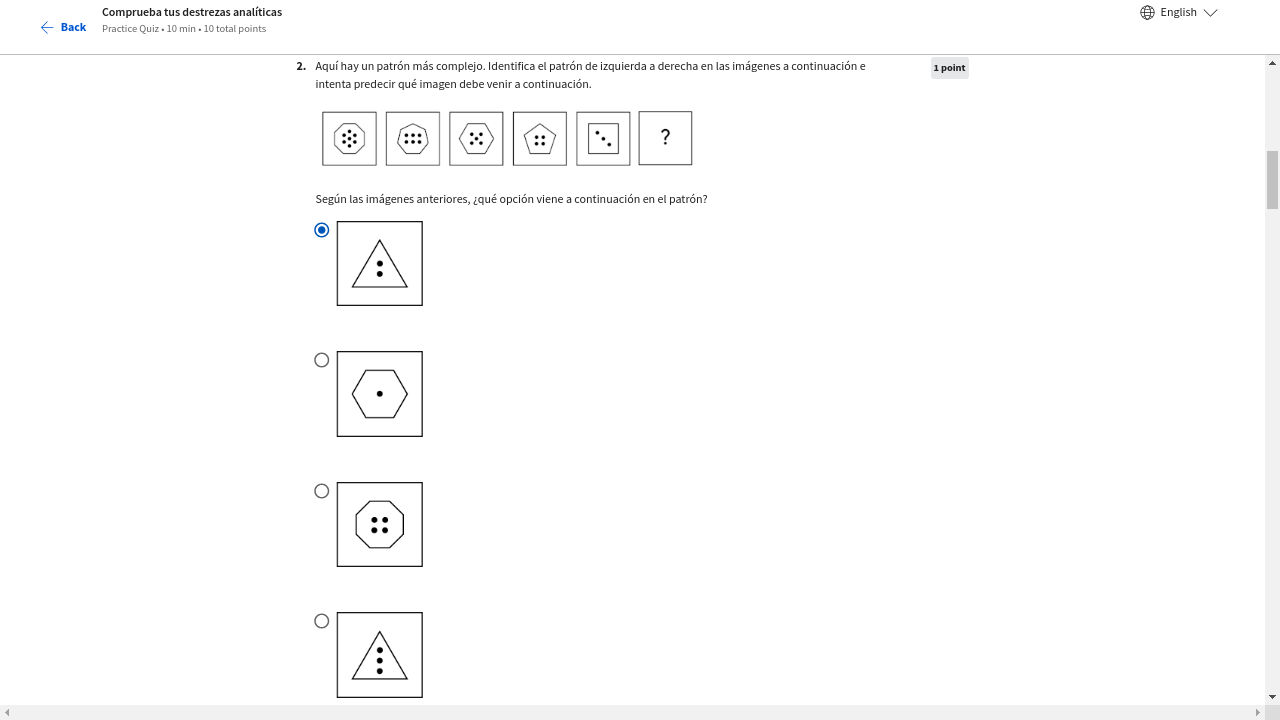 Comprueba tus destrezas analíticas
Back
Practice Quiz • 10 min • 10 total points
English
2. Aquí hay un patrón más complejo. Identifica el patrón de izquierda a derecha en las imágenes a continuación e
intenta predecir qué imagen debe venir a continuación.
1 point
?
Según las imágenes anteriores, ¿qué opción viene a continuación en el patrón?